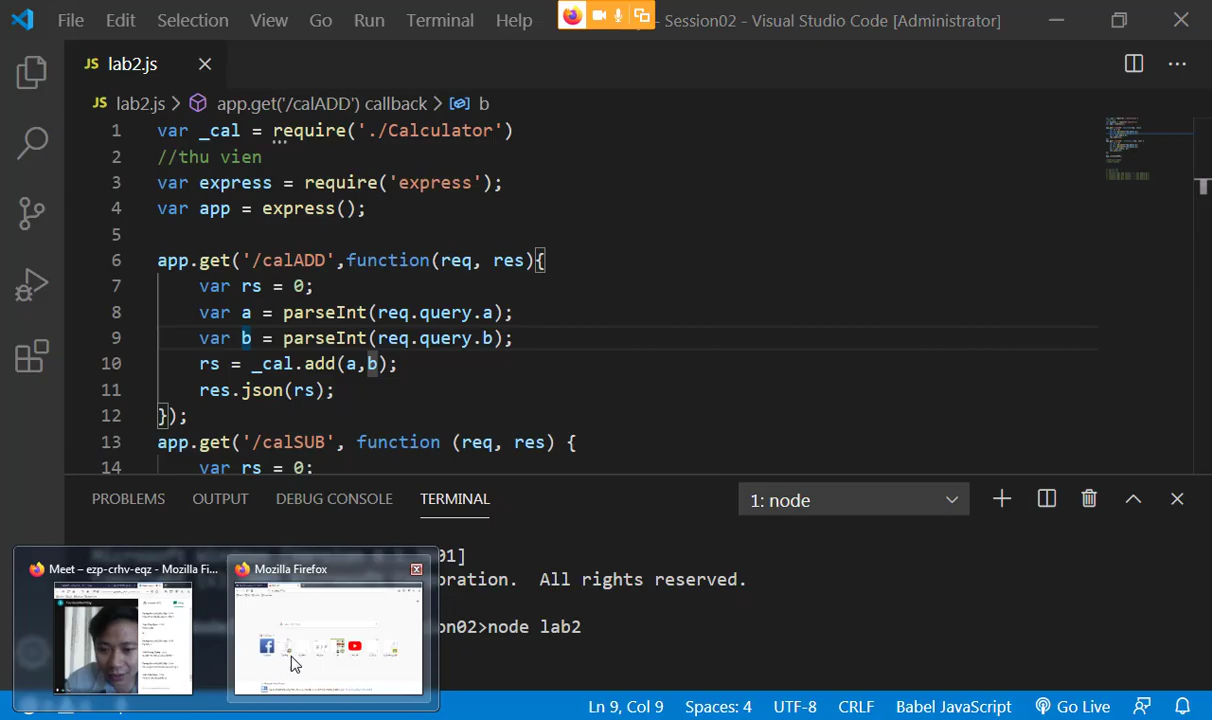 File Edit Selection View Go Run Terminal Help - Session02 - Visual Studio Code [Administrator]
JS lab2.js
JS lab2.js > app.get('/calADD') callback > b
1 var _cal = require('./Calculator')
2 //thu vien
3 var express = require('express');
4 var app = express();
5
6 app.get('/calADD',function(req, res){
7 var rs = 0;
8 var a = parseInt(req.query.a);
9 var b = parseInt(req.query.b);
10 rs = _cal.add(a,b);
11 res.json(rs);
12 });
13 app.get('/calSUB', function (req, res) {
14 var rs = 0;
PROBLEMS OUTPUT DEBUG CONSOLE TERMINAL 1: node
01]
Meet – ezp-crhv-eqz - Mozilla Fi... Mozilla Firefox
oration. All rights reserved.
on02>node lab2
Ln 9, Col 9 Spaces: 4 UTF-8 CRLF Babel JavaScript Go Live